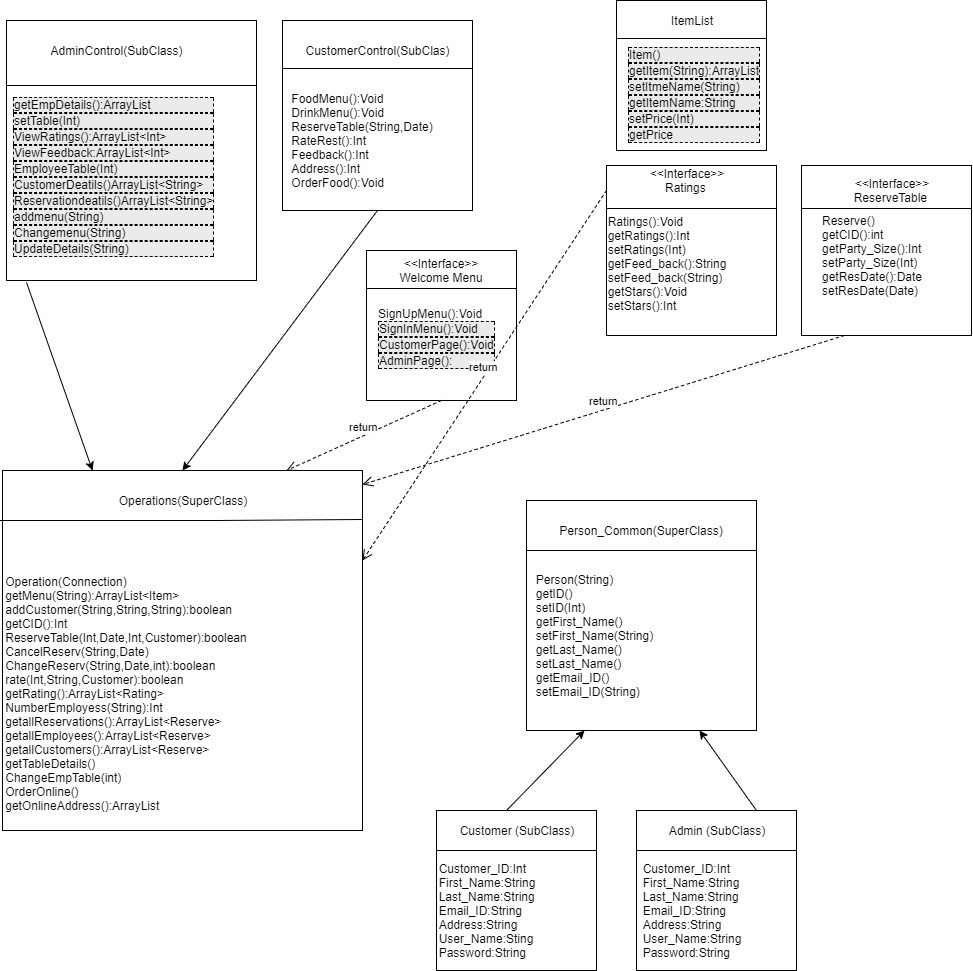 AdminControl(SubClass)
getEmpDetails():ArrayList
setTable(Int)
ViewRatings():ArrayList<Int>
ViewFeedback:ArrayList<Int>
EmployeeTable(Int)
CustomerDeatils()ArrayList<String>
Reservationdeatils()ArrayList<String>
addmenu(String)
Changemenu(String)
UpdateDetails(String)
CustomerControl(SubClas)
FoodMenu():Void
DrinkMenu():Void
ReserveTable(String,Date)
RateRest():Int
Feedback():Int
Address():Int
OrderFood():Void
ItemList
Item()
getItem(String):ArrayList
setItmeName(String)
getItemName:String
setPrice(Int)
getPrice
<<Interface>>
Ratings
Ratings():Void
getRatings():Int
setRatings(Int)
getFeed_back():String
setFeed_back(String)
getStars():Void
setStars():Int
<<Interface>>
ReserveTable
Reserve()
getCID():int
getParty_Size():Int
setParty_Size(Int)
getResDate():Date
setResDate(Date)
<<Interface>>
Welcome Menu
SignUpMenu():Void
SignInMenu():Void
CustomerPage():Void
AdminPage():
return
return
return
Operations(SuperClass)
Operation(Connection)
getMenu(String):ArrayList<Item>
addCustomer(String,String,String):boolean
getCID():Int
ReserveTable(Int,Date,Int,Customer):boolean
CancelReserv(String,Date)
ChangeReserv(String,Date,int):boolean
rate(Int,String,Customer):boolean
getRating():ArrayList<Rating>
NumberEmployess(String):Int
getallReservations():ArrayList<Reserve>
getallEmployees():ArrayList<Reserve>
getallCustomers():ArrayList<Reserve>
getTableDetails()
ChangeEmpTable(int)
OrderOnline()
getOnlineAddress():ArrayList
Person_Common(SuperClass)
Person(String)
getID()
setID(Int)
getFirst_Name()
setFirst_Name(String)
getLast_Name()
setLast_Name()
getEmail_ID()
setEmail_ID(String)
Customer (SubClass)
Customer_ID:Int
First_Name:String
Last_Name:String
Email_ID:String
Address:String
User_Name:Sting
Password:String
Admin (SubClass)
Customer_ID:Int
First_Name:String
Last_Name:String
Email_ID:String
Address:String
User_Name:String
Password:String